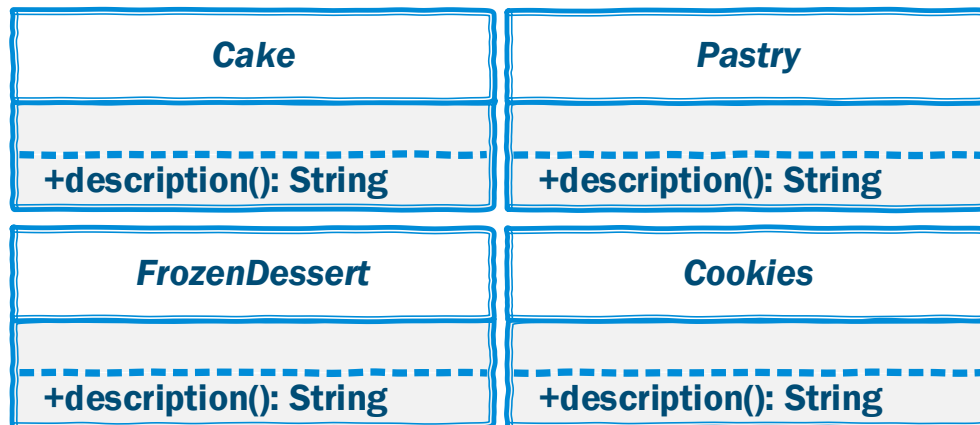 Cake
+description(): String
Pastry
+description(): String
FrozenDessert
+description(): String
Cookies
+description(): String